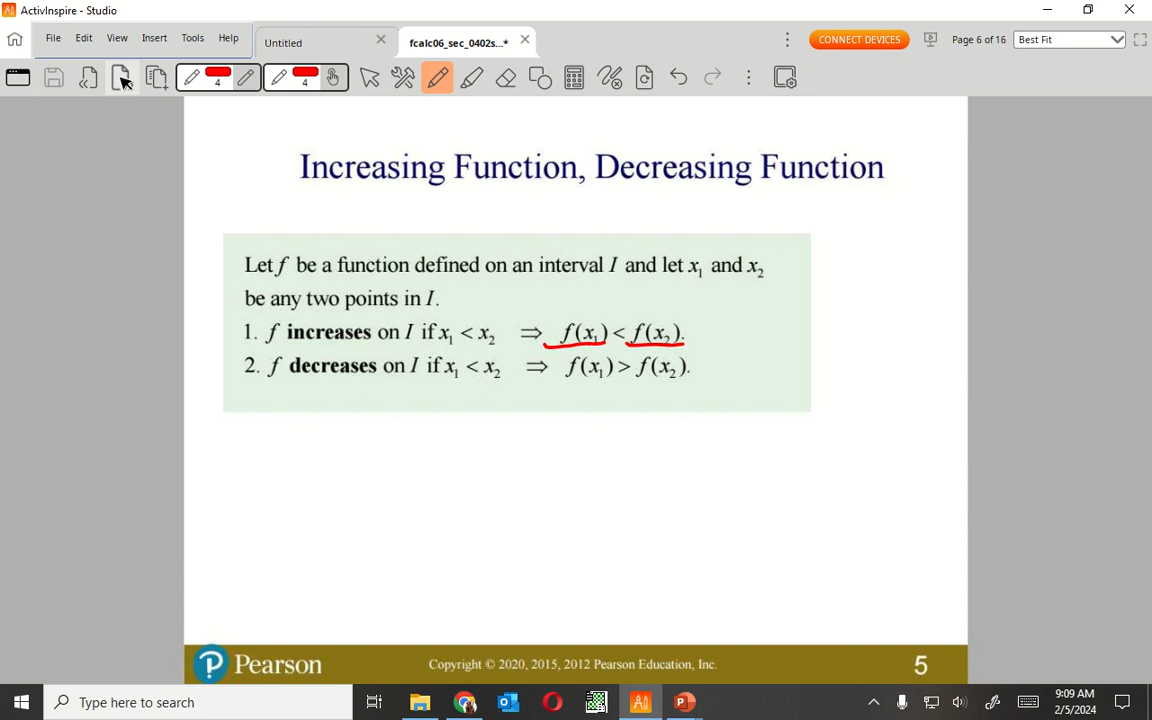 ActivInspire - Studio
File Edit View Insert Tools Help
Untitled
fcalc06_sec_0402s...*
CONNECT DEVICES
Page 6 of 16
Best Fit
4
4
Increasing Function, Decreasing Function
Let f be a function defined on an interval I and let x₁ and x₂
be any two points in I.
1. f increases on I if x₁ < x₂ ⇒ f(x₁) < f(x₂).
2. f decreases on I if x₁ < x₂ ⇒ f(x₁) > f(x₂).
Pearson
Copyright © 2020, 2015, 2012 Pearson Education, Inc.
5
Type here to search
9:09 AM
2/5/2024